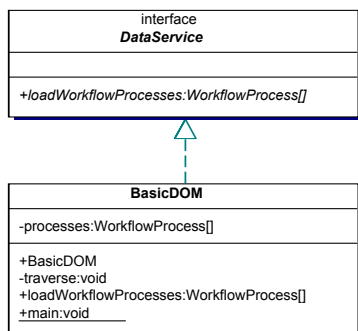 interface
DataService
+loadWorkflowProcesses:WorkflowProcess[]
BasicDOM
-processes:WorkflowProcess[]
+BasicDOM
-traverse:void
+loadWorkflowProcesses:WorkflowProcess[]
+main:void